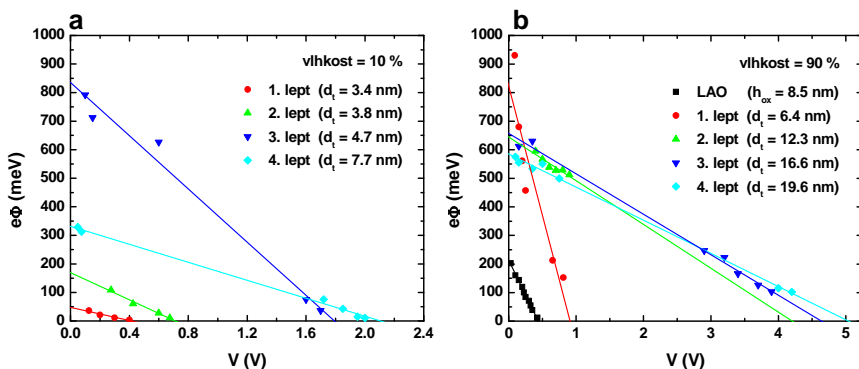 a
vlhkost = 10 %
1. lept (dt = 3.4 nm)
2. lept (dt = 3.8 nm)
3. lept (dt = 4.7 nm)
4. lept (dt = 7.7 nm)
1000
900
800
700
600
500
400
300
200
100
0
eΦ (meV)
0.0 0.4 0.8 1.2 1.6 2.0 2.4
V (V)
b
vlhkost = 90 %
LAO (hox = 8.5 nm)
1. lept (dt = 6.4 nm)
2. lept (dt = 12.3 nm)
3. lept (dt = 16.6 nm)
4. lept (dt = 19.6 nm)
1000
900
800
700
600
500
400
300
200
100
0
eΦ (meV)
0 1 2 3 4 5
V (V)